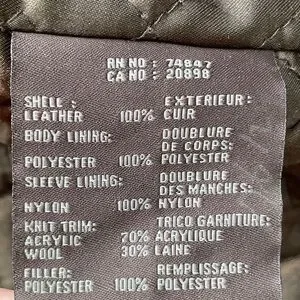 RN NO : 74847
CA NO : 20898
SHELL : EXTERIEUR:
LEATHER 100% CUIR
BODY LINING: DOUBLURE
DE CORPS:
POLYESTER 100% POLYESTER
SLEEVE LINING: DOUBLURE
DES MANCHES:
NYLON 100% NYLON
KNIT TRIM: TRICO GARNITURE:
ACRYLIC 70% ACRYLIQUE
WOOL 30% LAINE
FILLER: REMPLISSAGE:
POLYESTER 100% POLYESTER